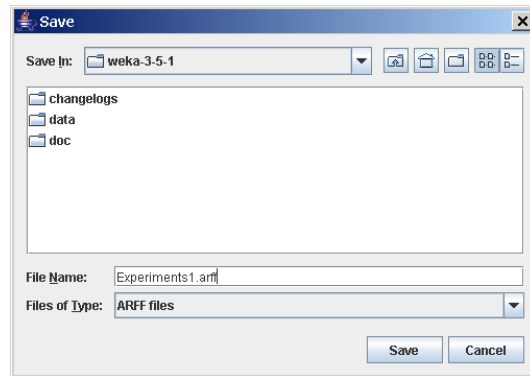 Save
Save In: weka-3-5-1
changelogs
data
doc
File Name: Experiments1.arff
Files of Type: ARFF files
Save Cancel